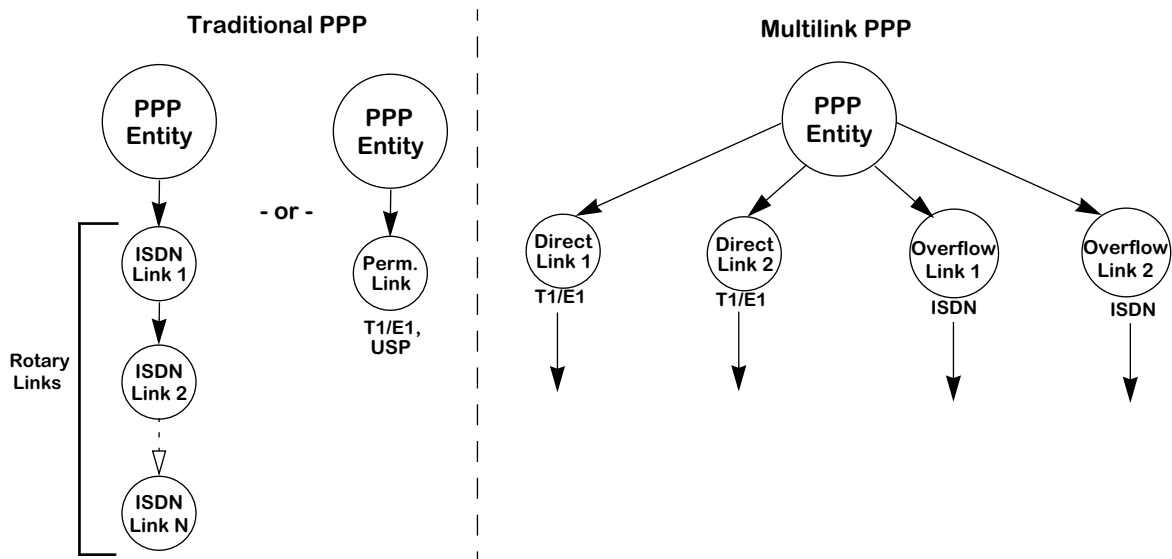 Traditional PPP
PPP
Entity
ISDN
Link 1
ISDN
Link 2
ISDN
Link N
Rotary
Links
- or -
PPP
Entity
Perm.
Link
T1/E1,
USP
Multilink PPP
PPP
Entity
Direct
Link 1
T1/E1
Direct
Link 2
T1/E1
Overflow
Link 1
ISDN
Overflow
Link 2
ISDN